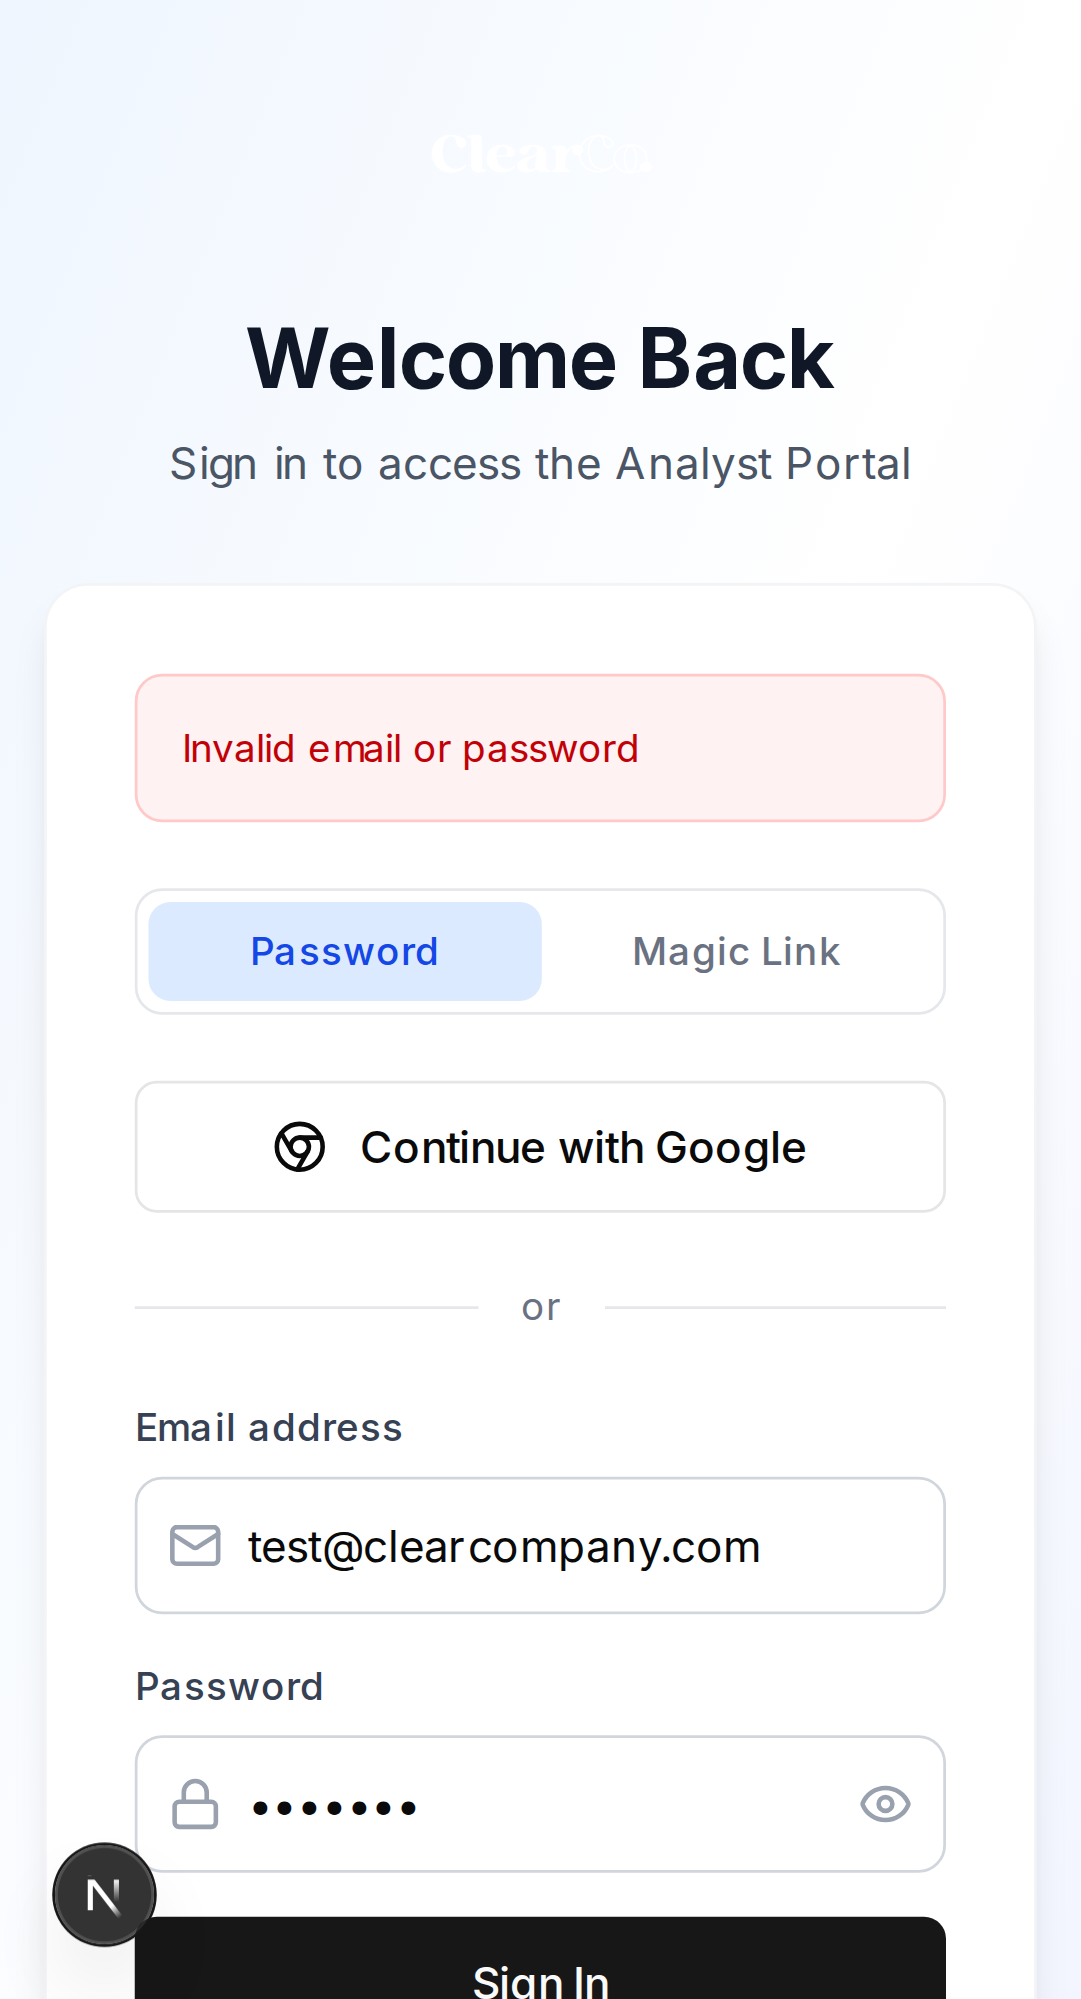 ClearCo.
Welcome Back
Sign in to access the Analyst Portal
Invalid email or password
Password
Magic Link
Continue with Google
or
Email address
test@clearcompany.com
Password
•••••••
N
Sign In